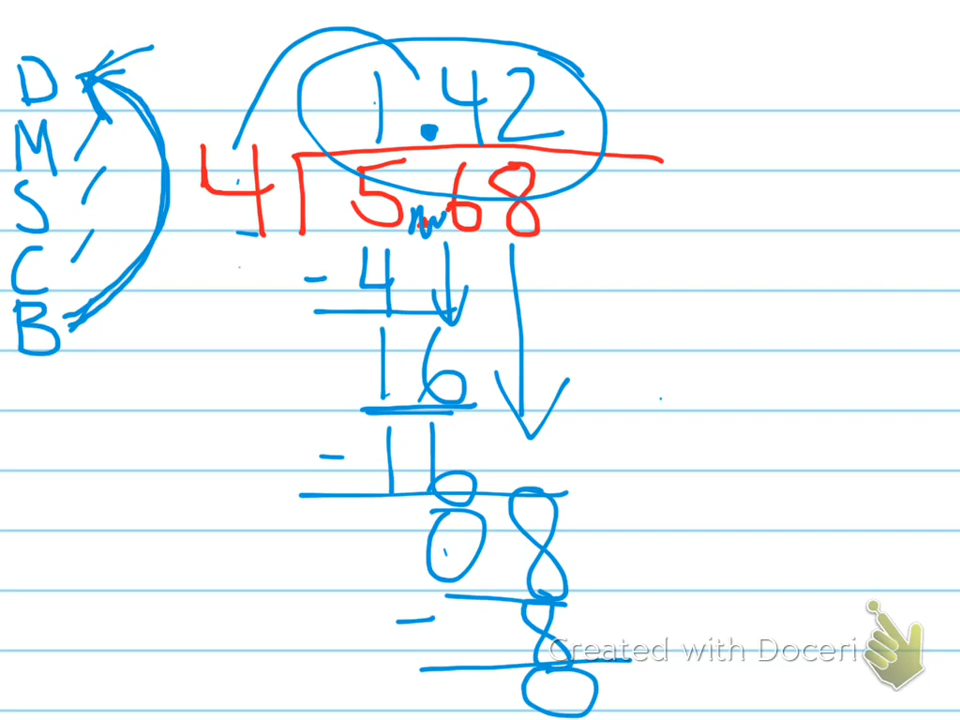 D
M
S
C
B
1.42
4 5.68
- 4
16
- 16
08
- 8
0
Created with Doceri